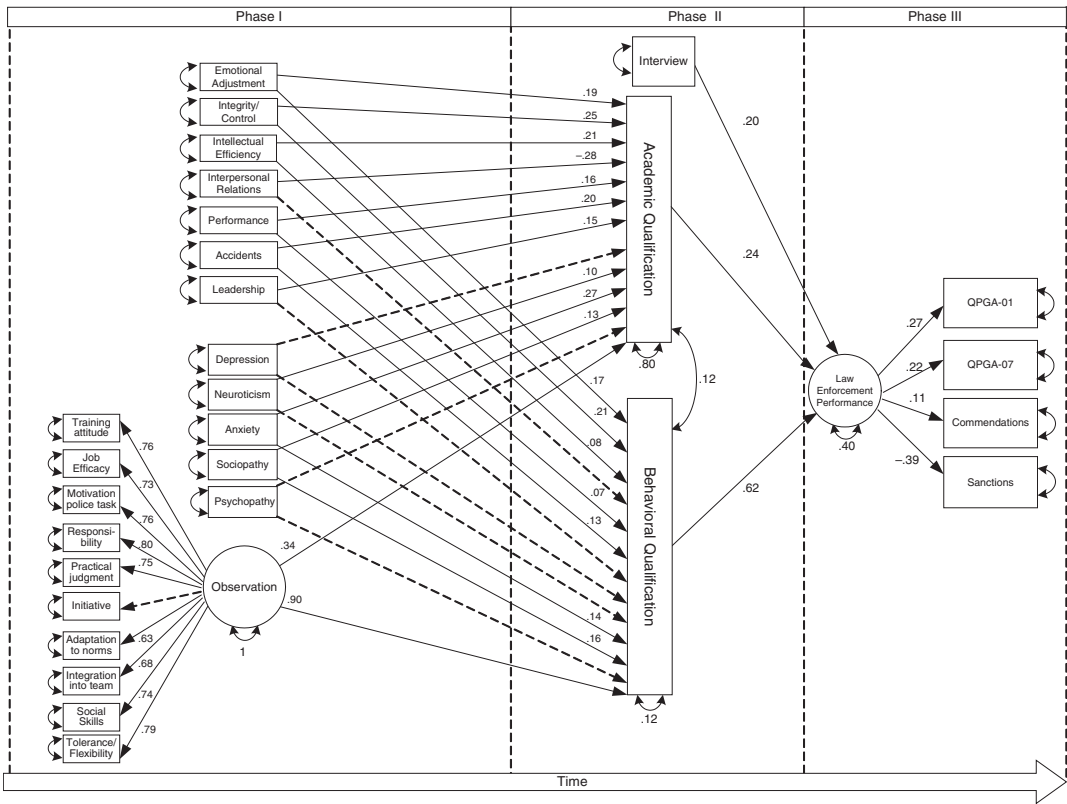 Phase I
Phase II
Phase III
Emotional
Adjustment
Integrity/
Control
Intellectual
Efficiency
Interpersonal
Relations
Performance
Accidents
Leadership
Depression
Neuroticism
Anxiety
Sociopathy
Psychopathy
Training
attitude
Job
Efficacy
Motivation
police task
Responsi-
bility
Practical
judgment
Initiative
Adaptation
to norms
Integration
into team
Social
Skills
Tolerance/
Flexibility
.76
.73
.76
.80
.75
.63
.68
.74
.79
Observation
1
.34
.90
Interview
.19
.25
.21
–.28
.16
.20
.15
.10
.27
.13
Academic Qualification
.80
.12
.17
.21
.08
.07
.13
.14
.16
Behavioral Qualification
.12
.20
.24
.62
Law
Enforcement
Performance
.40
.27
.22
.11
–.39
QPGA-01
QPGA-07
Commendations
Sanctions
Time